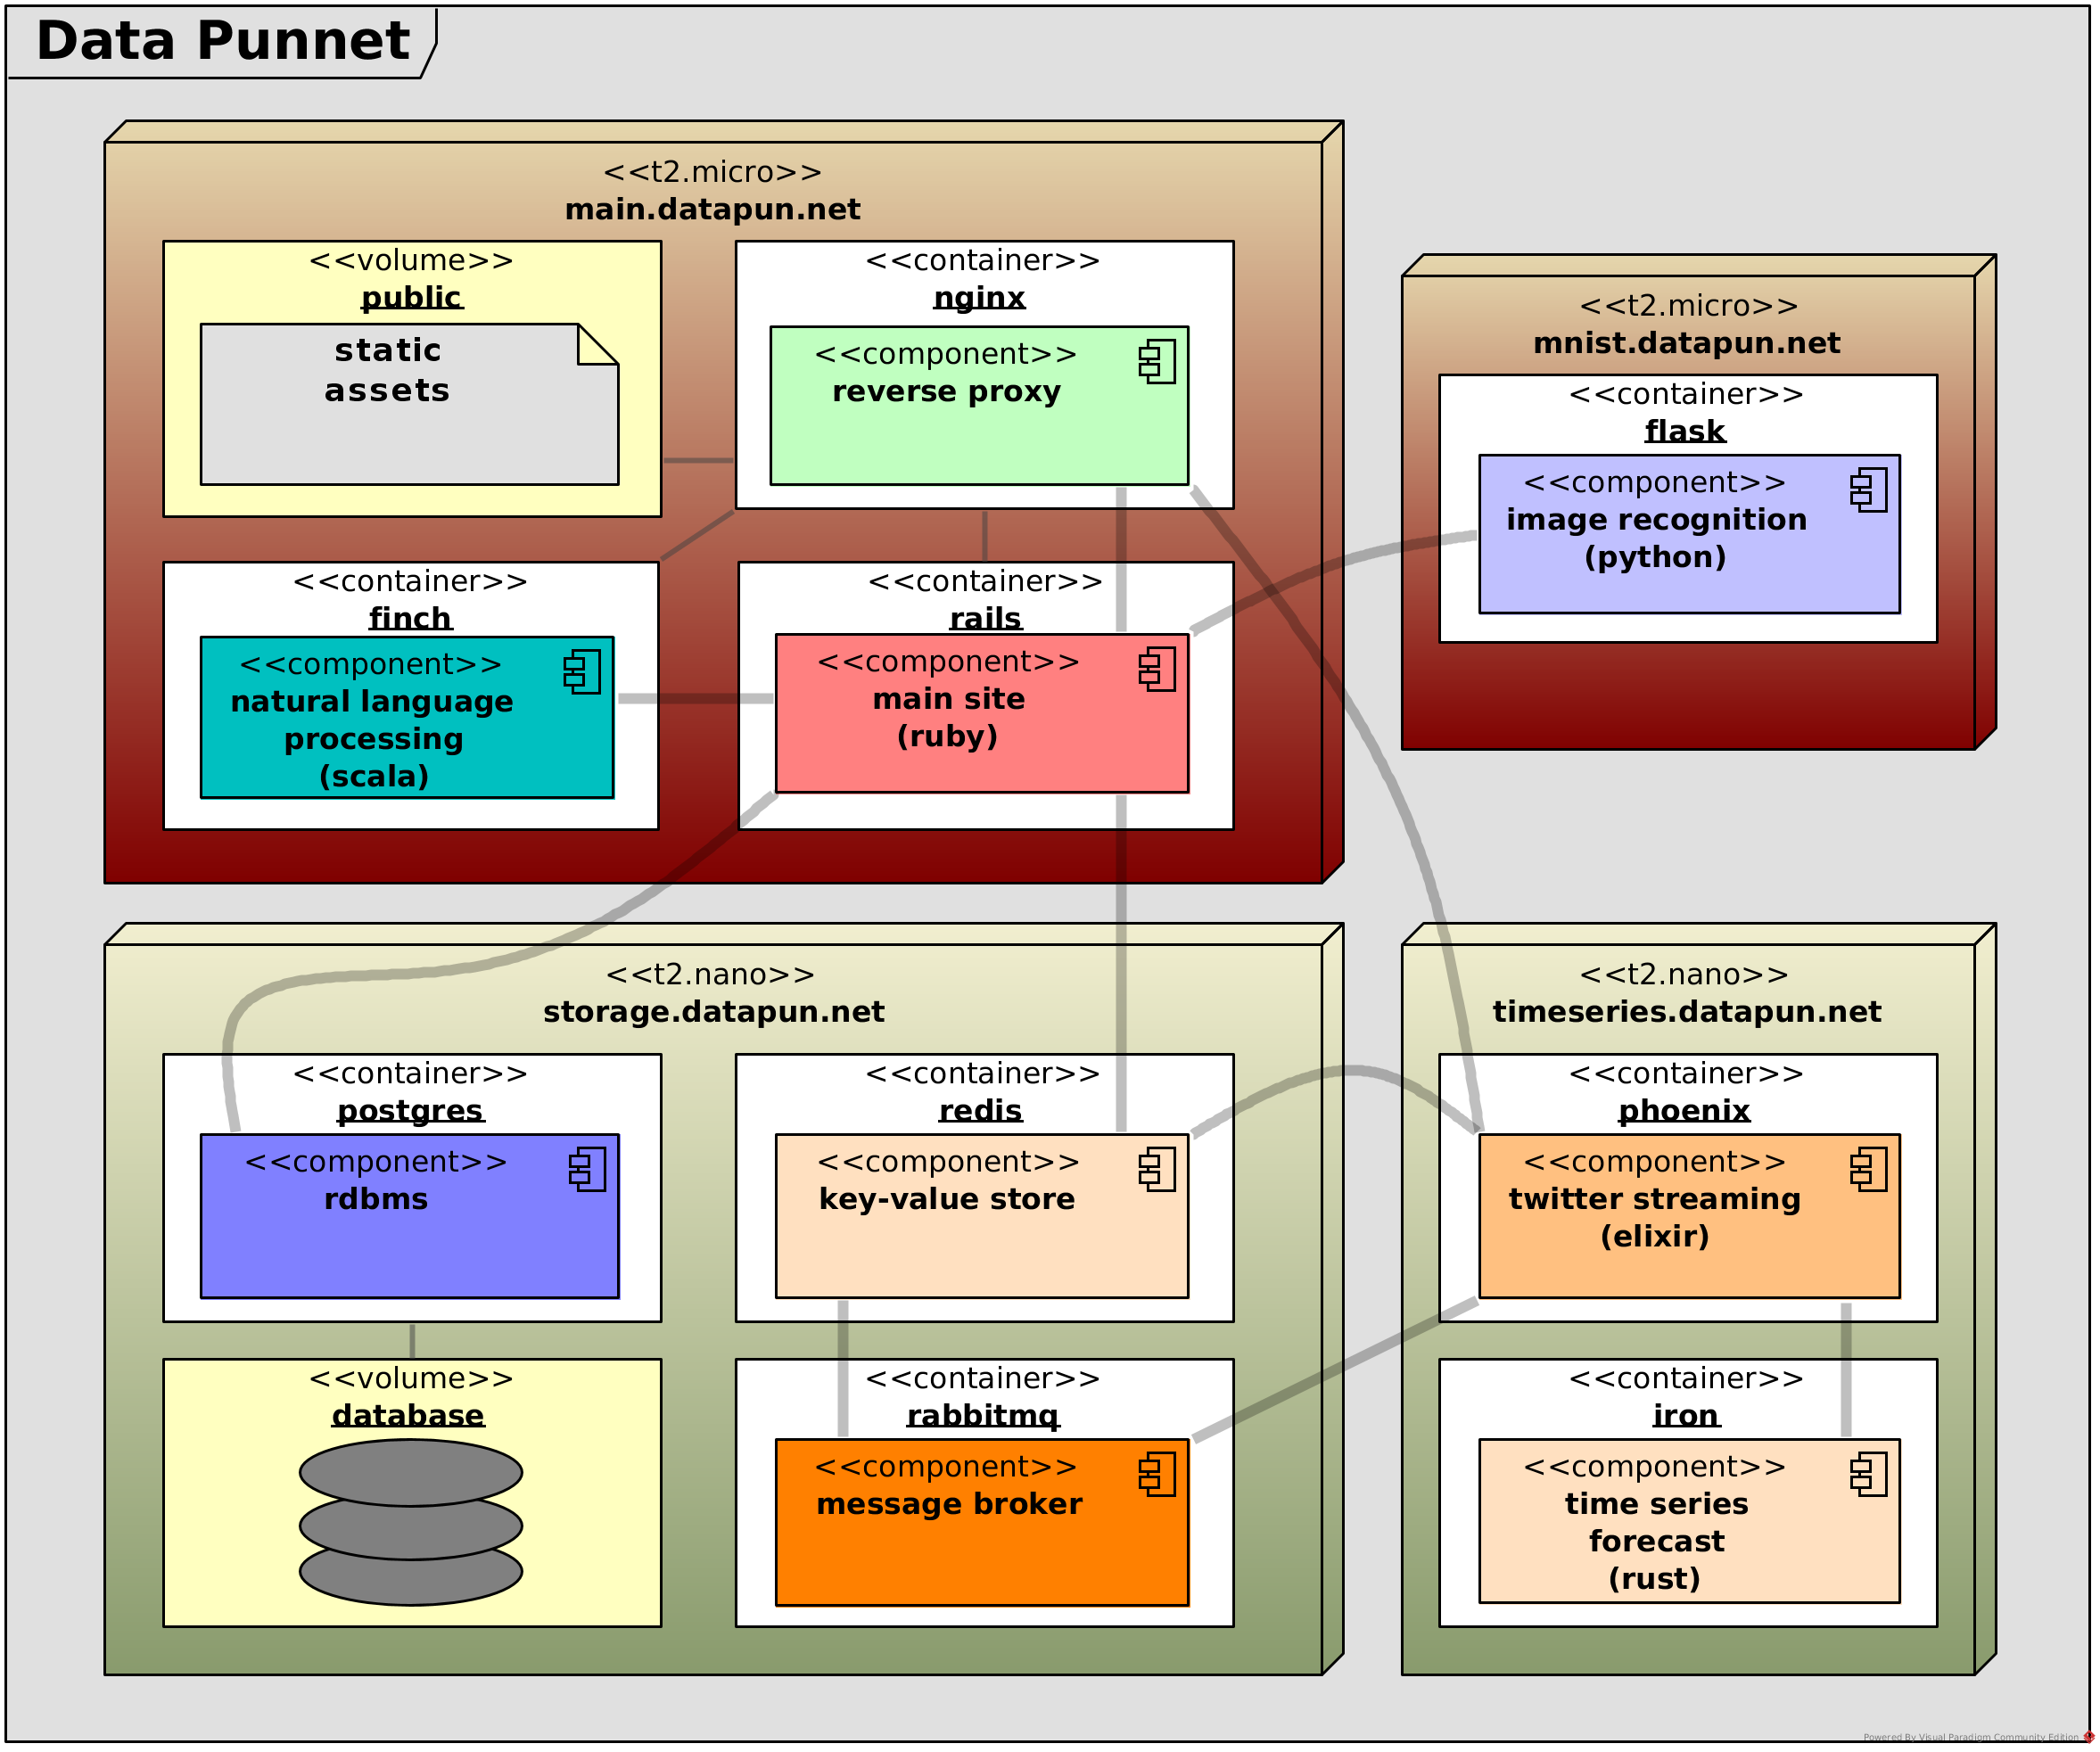 Data Punnet
<<t2.micro>>
main.datapun.net
<<volume>>
public
static
assets
<<container>>
nginx
<<component>>
reverse proxy
<<container>>
finch
<<component>>
natural language
processing
(scala)
<<container>>
rails
<<component>>
main site
(ruby)
<<t2.micro>>
mnist.datapun.net
<<container>>
flask
<<component>>
image recognition
(python)
<<t2.nano>>
storage.datapun.net
<<container>>
postgres
<<component>>
rdbms
<<container>>
redis
<<component>>
key-value store
<<volume>>
database
<<container>>
rabbitmq
<<component>>
message broker
<<t2.nano>>
timeseries.datapun.net
<<container>>
phoenix
<<component>>
twitter streaming
(elixir)
<<container>>
iron
<<component>>
time series
forecast
(rust)
Powered By Visual Paradigm Community Edition